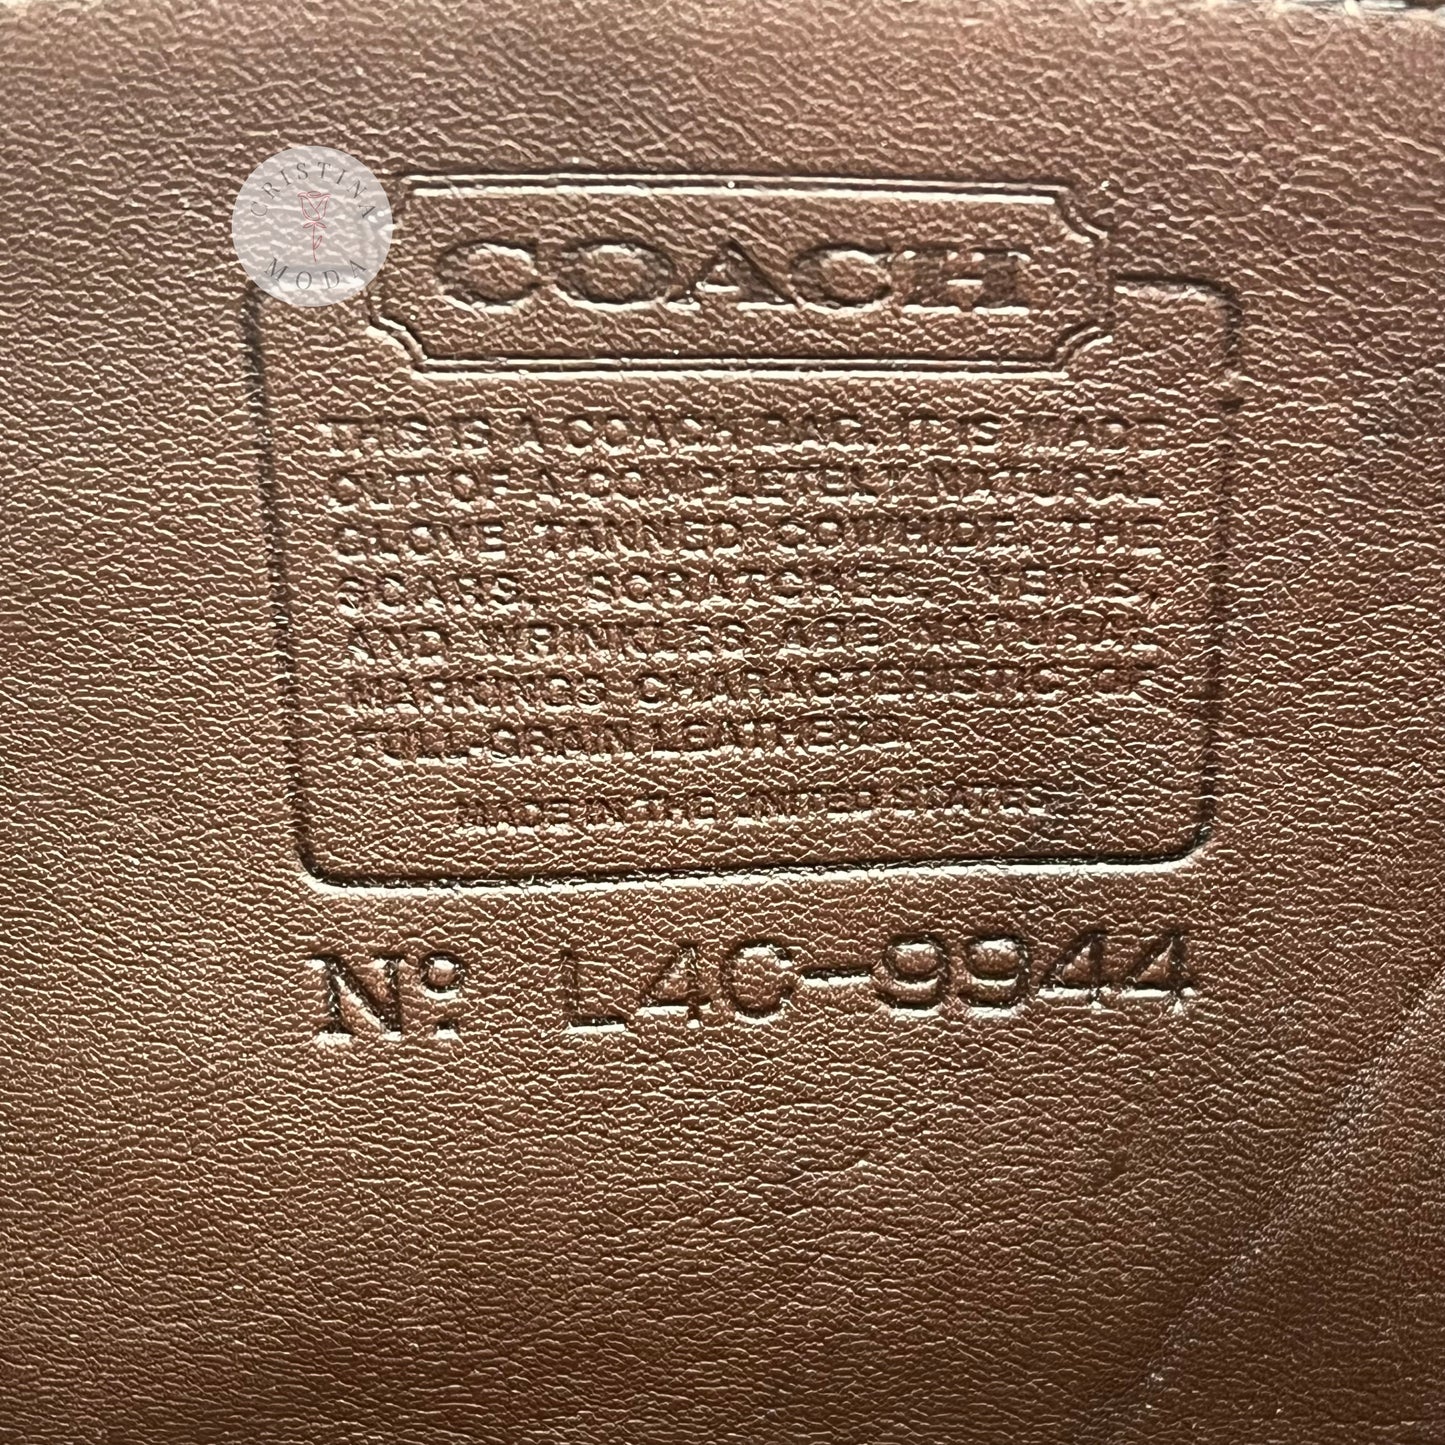 CRISTINA
MODA
COACH
THIS IS A COACH BAG. IT IS MADE
OUT OF A COMPLETELY NATURAL
GLOVE TANNED COWHIDE, THE
SCARS, SCRATCHES, VEINS,
AND WRINKLES ARE NATURAL
MARKINGS CHARACTERISTIC OF
FULL GRAIN LEATHERS.
MADE IN THE UNITED STATES
Nº L4C-9944